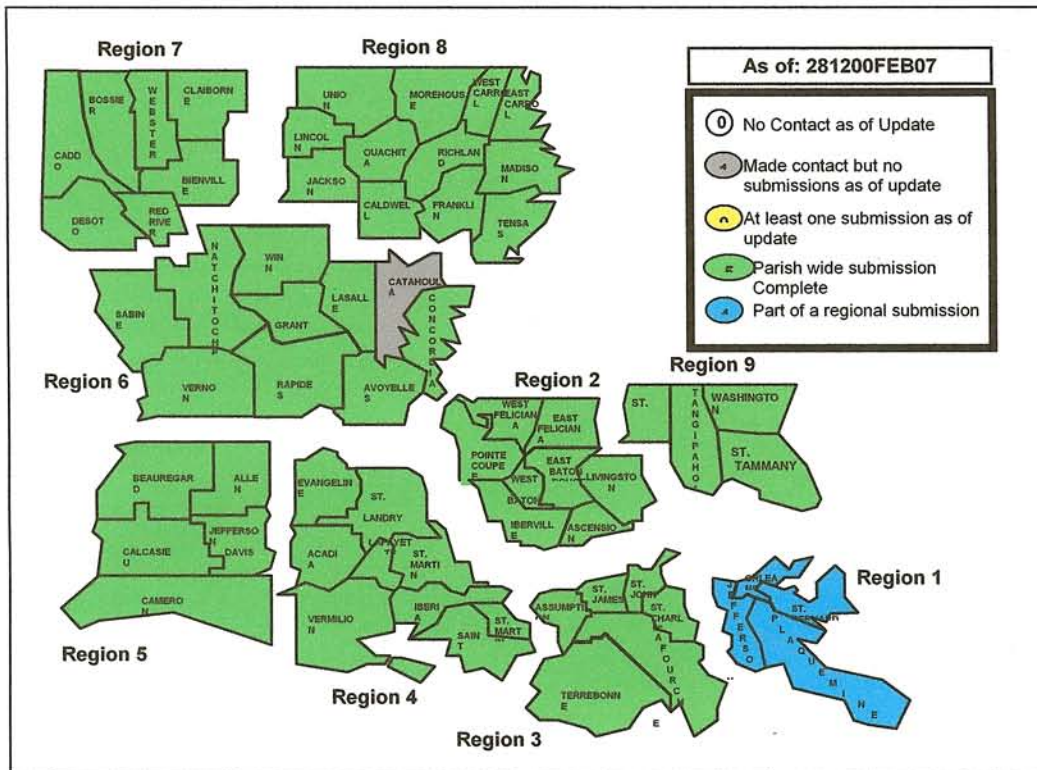 Region 7
Region 8
As of: 281200FEB07
0 No Contact as of Update
Made contact but no
submissions as of update
At least one submission as of
update
Parish wide submission
Complete
Part of a regional submission
CADD
O
BOSSIE
R
WEBSTER
CLAIBORN
E
BIENVILL
E
DESOT
O
RED
RIVE
R
UNIO
N
MOREHOUS
E
WEST
CARR
L
EAST
CARRO
L
LINCOL
N
OUACHIT
A
RICHLAN
D
MADISO
N
JACKSO
N
CALDWEL
L
FRANKLI
N
TENSA
S
SABIN
E
NATCHITOCH
WIN
N
GRANT
LASALL
E
CATAHOUL
A
CONCORDIA
VERNO
N
RAPIDE
S
AVOYELLE
S
Region 6
Region 2
Region 9
WEST
FELICIAN
A
EAST
FELICIAN
A
POINTE
COUPE
E
WEST
BATON
EAST
BATON
LIVINGSTO
N
IBERVILL
E
ASCENSIO
N
ST.
TANGIPAHO
WASHINGTO
N
ST.
TAMMANY
BEAUREGAR
D
ALLE
N
CALCASIE
U
JEFFERSO
N
DAVIS
CAMERO
N
Region 5
EVANGELIN
E
ST.
LANDRY
LAFAYET
T
ACADI
A
ST.
MARTI
N
VERMILIO
N
IBERI
A
SAIN
T
ST.
MART
Region 4
ASSUMPTI
ST.
JAMES
ST.
JOHN
ST.
CHARL
LAFOURCH
E
TERREBONN
E
Region 3
Region 1
ORLEA
JEFFERSO
ST.
PLAQUEMINE